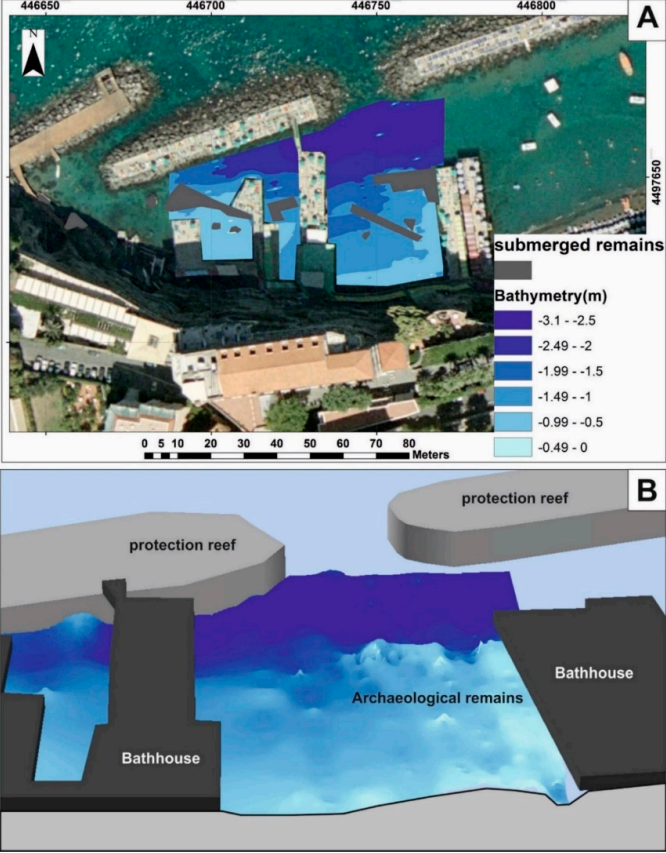 446650 446700 446750 446800
A
N
4497650
submerged remains
Bathymetry(m)
-3.1 - -2.5
-2.49 - -2
-1.99 - -1.5
-1.49 - -1
-0.99 - -0.5
-0.49 - 0
0 5 10 20 30 40 50 60 70 80
Meters
B
protection reef
protection reef
Archaeological remains
Bathhouse
Bathhouse